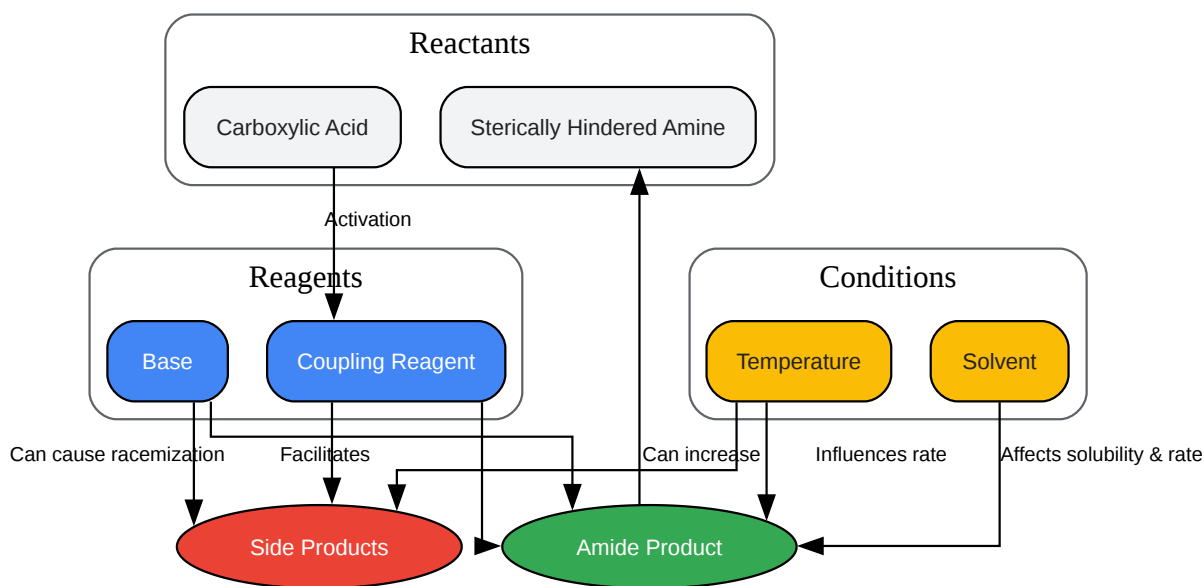 Reactants
Carboxylic Acid
Sterically Hindered Amine
Activation
Reagents
Conditions
Base
Coupling Reagent
Temperature
Solvent
Can cause racemization
Facilitates
Can increase
Influences rate
Affects solubility & rate
Side Products
Amide Product